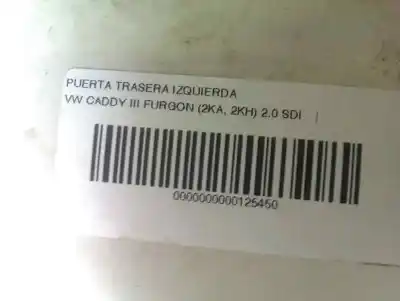 PUERTA TRASERA IZQUIERDA
VW CADDY III FURGON (2KA, 2KH) 2.0 SDI |
0000000000125450